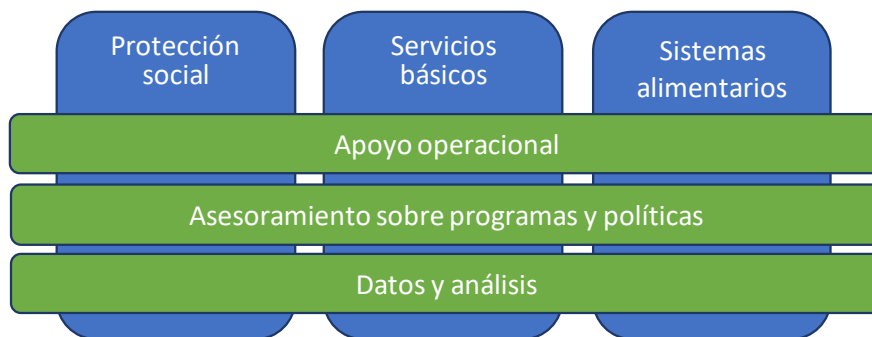 Protección
social
Servicios
básicos
Sistemas
alimentarios
Apoyo operacional
Asesoramiento sobre programas y políticas
Datos y análisis